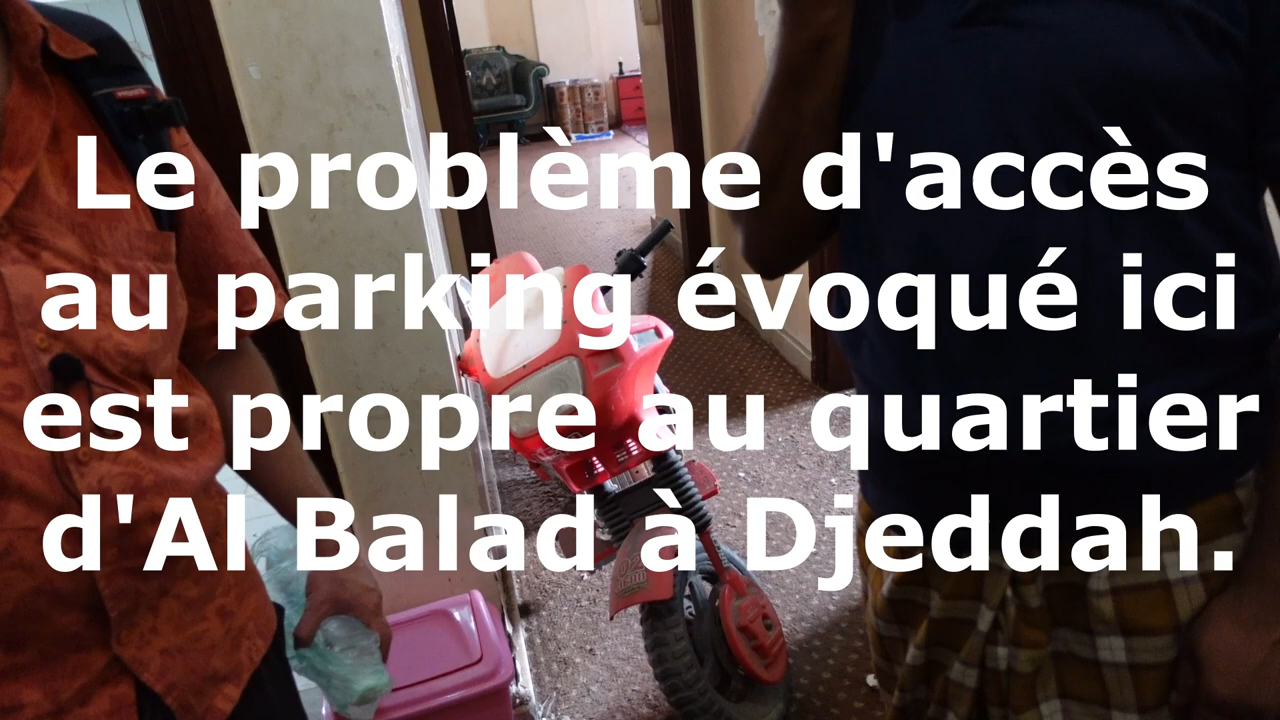 Le problème d'accès
au parking évoqué ici
est propre au quartier
d'Al Balad à Djeddah.